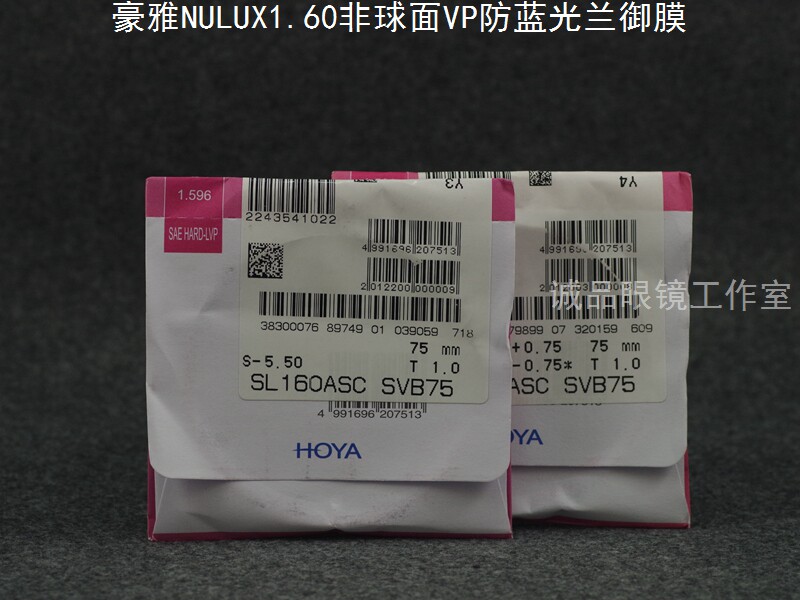 豪雅NULUX1.60非球面VP防蓝光兰御膜
1.596
SAE HARD-LVP
2243541022
Y3
4 991696 207513
2 012200 000009
38300076 89749 01 039059 718
75 mm
S-5.50 T 1.0
SL160ASC SVB75
4 991696 207513
HOYA
Y4
207513
诚品眼镜工作室
79899 07 320159 609
+0.75 75 mm
-0.75* T 1.0
ASC SVB75
OYA